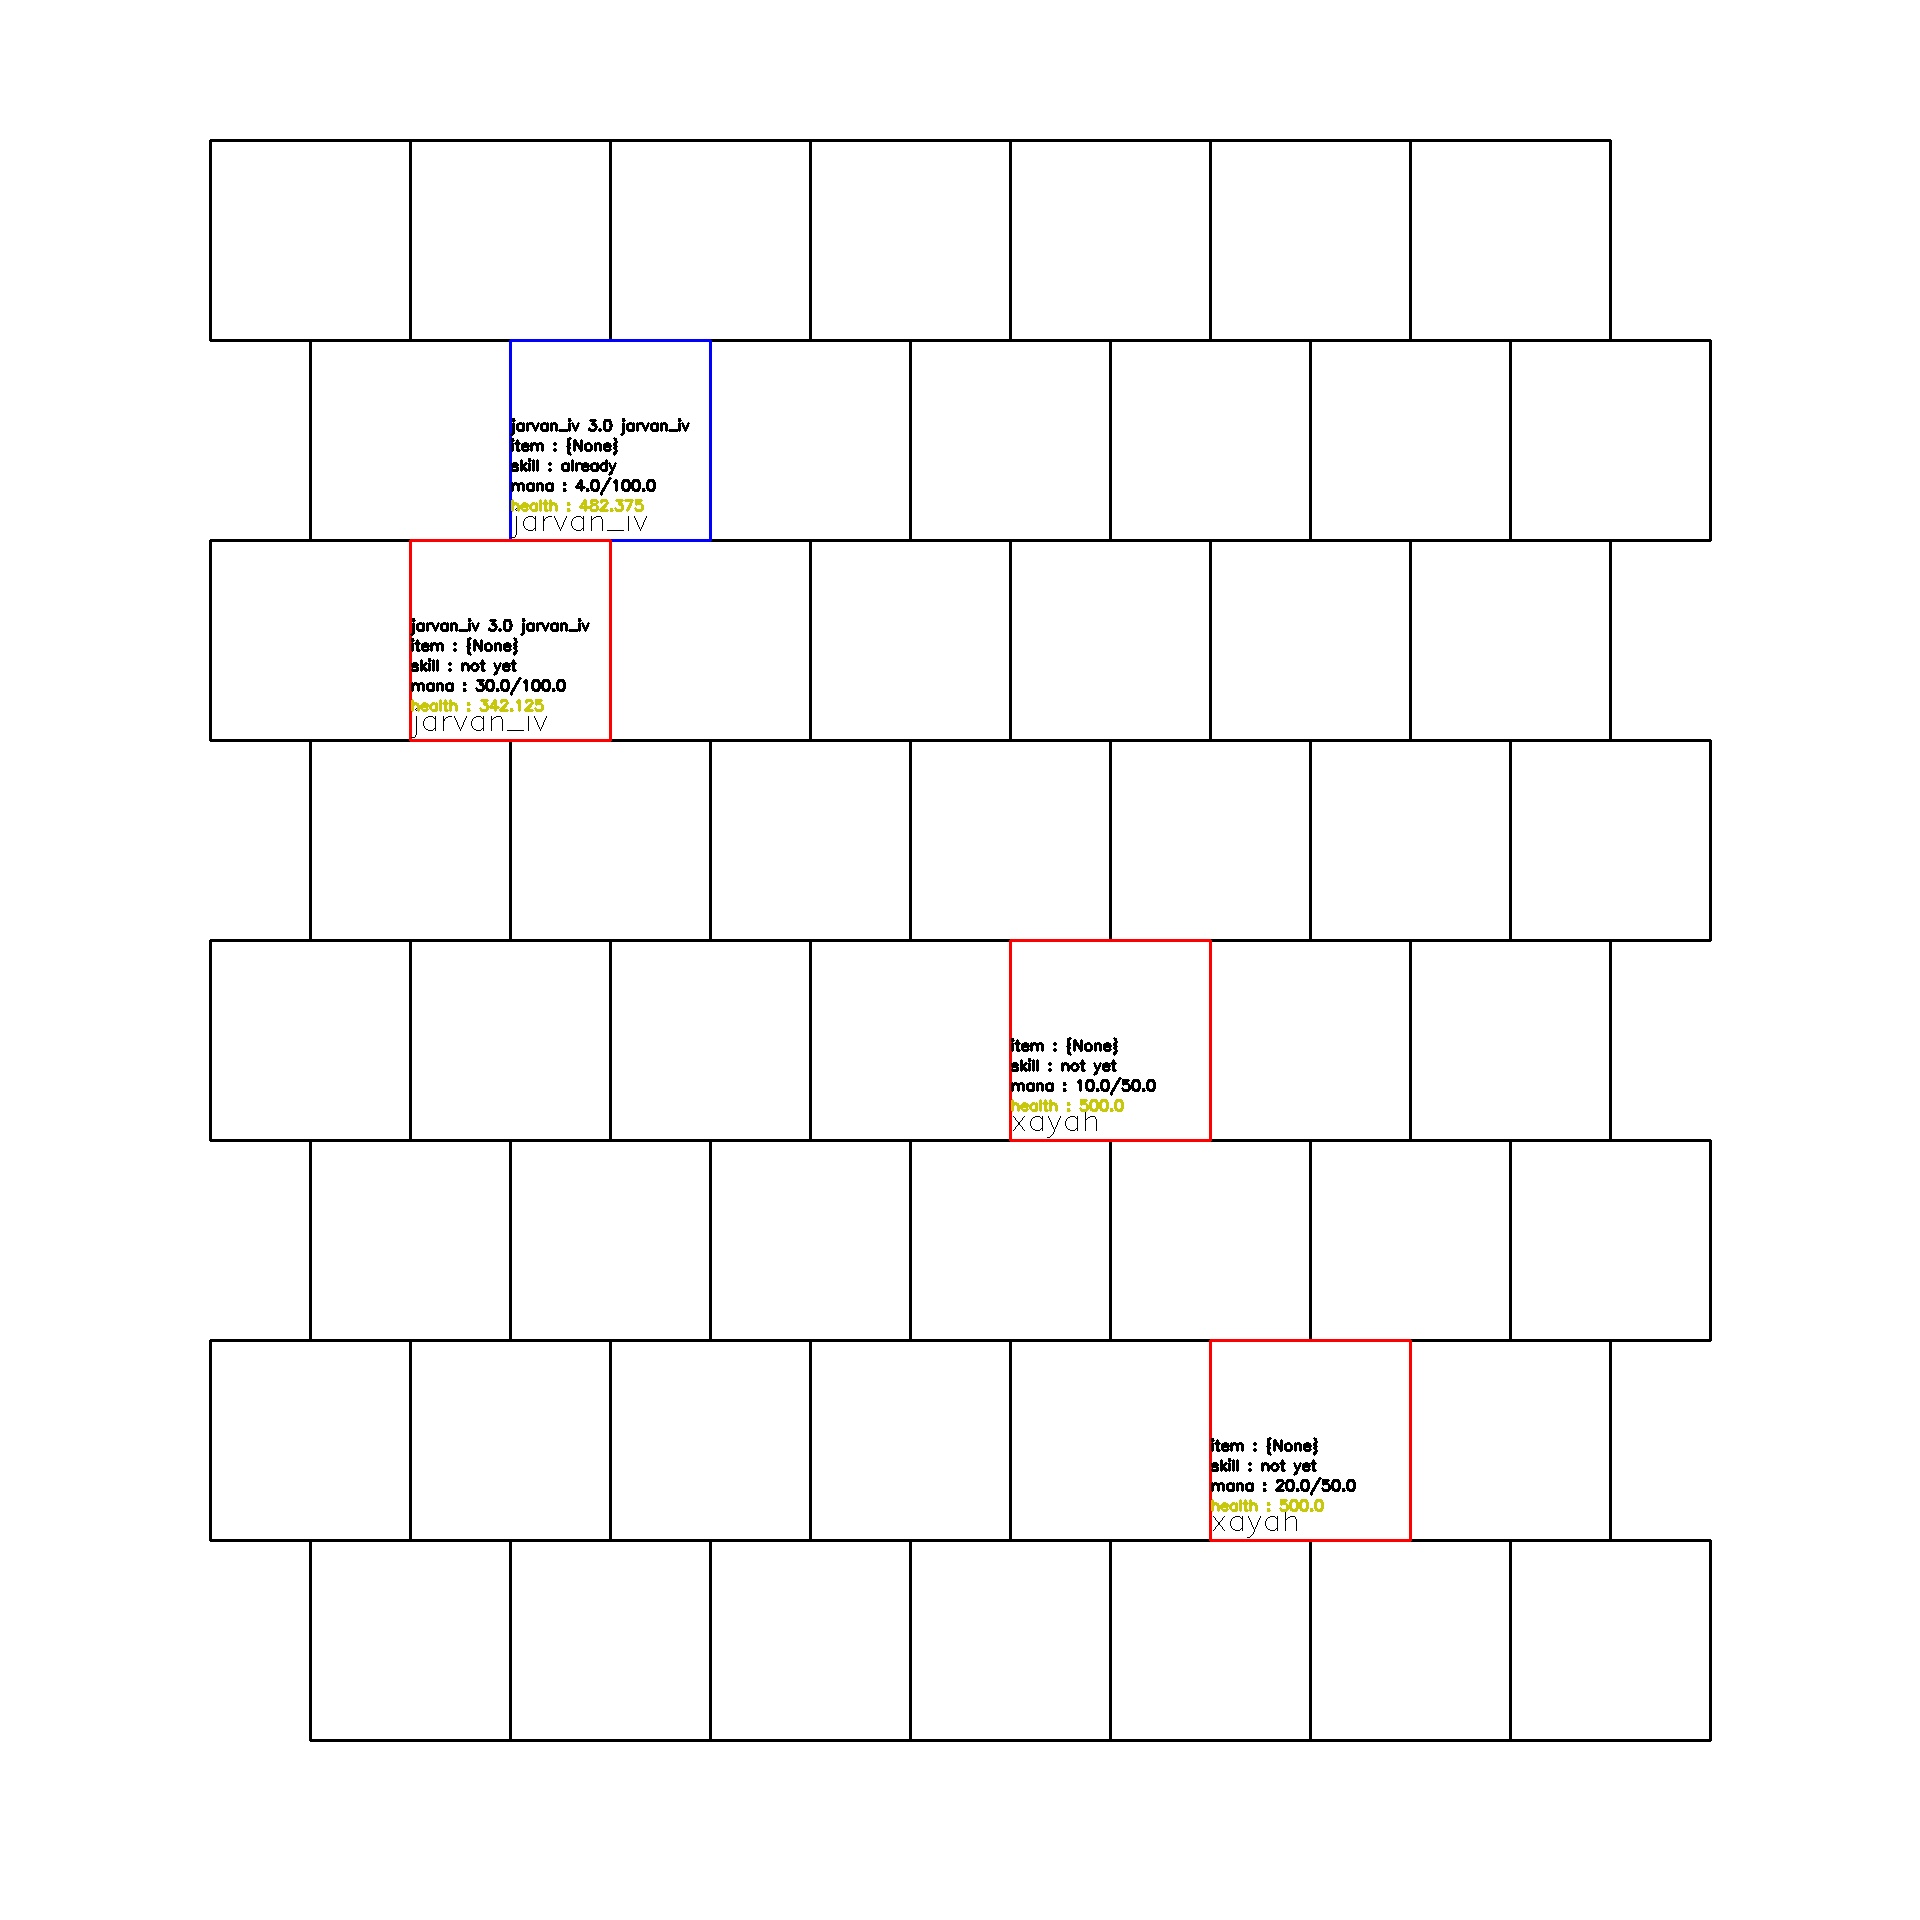 jarvan_iv 3.0 jarvan_iv
item : {None}
skill : already
mana : 4.0/100.0
health : 482.375
jarvan_iv
jarvan_iv 3.0 jarvan_iv
item : {None}
skill : not yet
mana : 30.0/100.0
health : 342.125
jarvan_iv
item : {None}
skill : not yet
mana : 10.0/50.0
health : 500.0
xayah
item : {None}
skill : not yet
mana : 20.0/50.0
health : 500.0
xayah